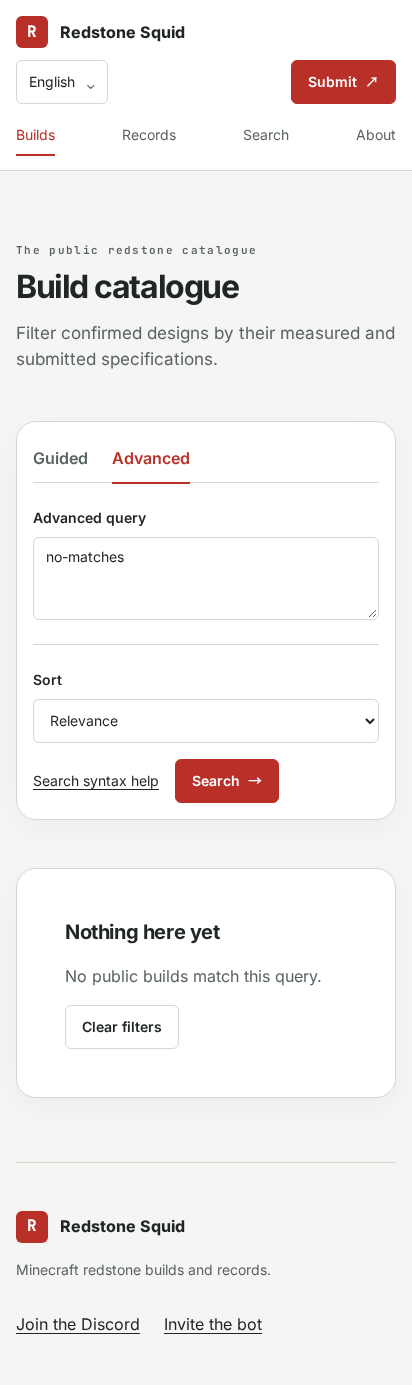 R Redstone Squid
English
Submit ↗
Builds Records Search About
The public redstone catalogue
Build catalogue
Filter confirmed designs by their measured and
submitted specifications.
Guided Advanced
Advanced query
no-matches
Sort
Relevance
Search syntax help Search →
Nothing here yet
No public builds match this query.
Clear filters
R Redstone Squid
Minecraft redstone builds and records.
Join the Discord Invite the bot